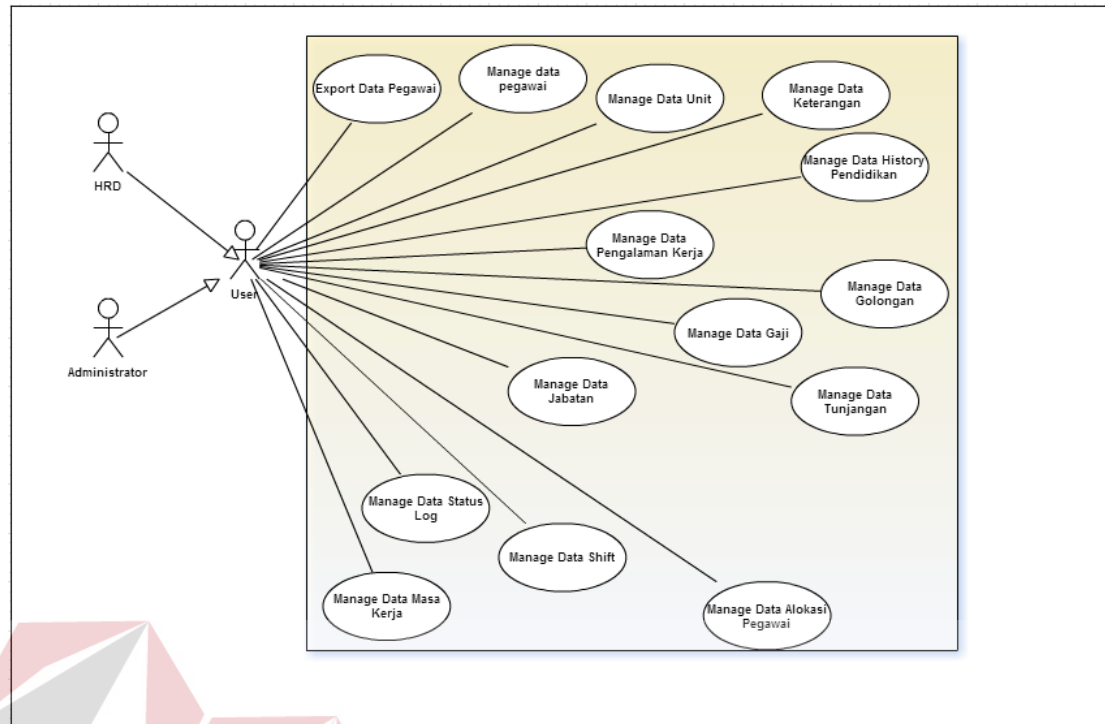 Export Data Pegawai
Manage data
pegawai
Manage Data Unit
Manage Data
Keterangan
HRD
Manage Data History
Pendidikan
User
Manage Data
Pengalaman Kerja
Manage Data
Golongan
Administrator
Manage Data Gaji
Manage Data
Jabatan
Manage Data
Tunjangan
Manage Data Status
Log
Manage Data Shift
Manage Data Masa
Kerja
Manage Data Alokasi
Pegawai